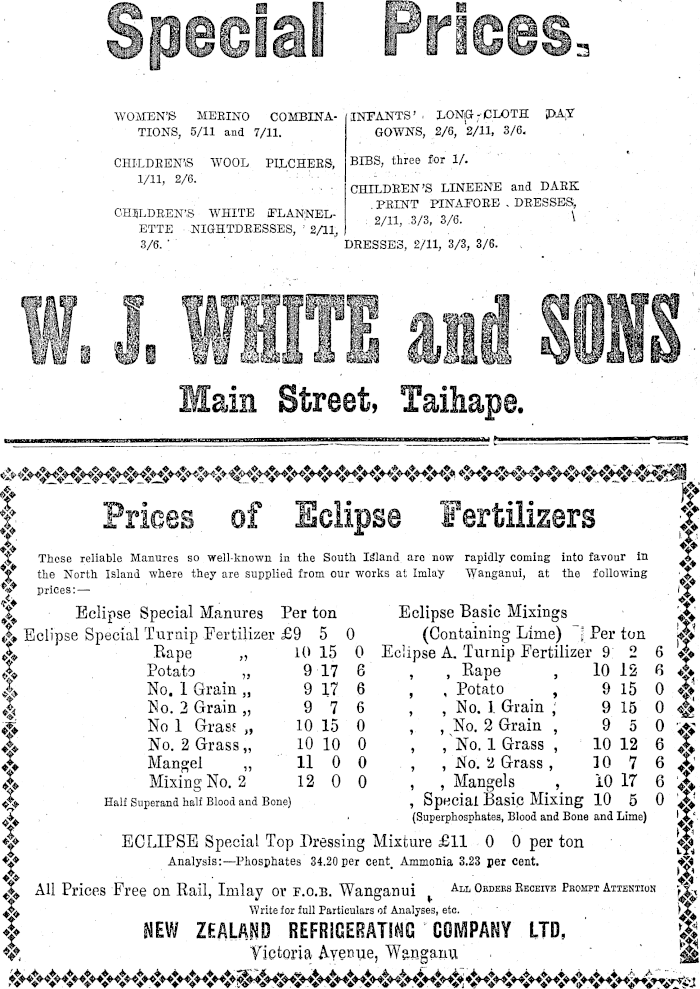 Special Prices.
WOMEN'S MERINO COMBINA-
TIONS, 5/11 and 7/11.
CHILDREN'S WOOL PILCHERS,
1/11, 2/6.
CHILDREN'S WHITE FLANNEL-
ETTE NIGHTDRESSES, 2/11,
3/6.
INFANTS' LONG-CLOTH DAY
GOWNS, 2/6, 2/11, 3/6.
BIBS, three for 1/.
CHILDREN'S LINEENE and DARK
PRINT PINAFORE DRESSES,
2/11, 3/3, 3/6.
DRESSES, 2/11, 3/3, 3/6.
W. J. WHITE and SONS
Main Street, Taihape.
Prices of Eclipse Fertilizers
These reliable Manures so well-known in the South Island are now rapidly coming into favour in
the North Island where they are supplied from our works at Imlay Wanganui, at the following
prices:—
Eclipse Special Manures Per ton
Eclipse Special Turnip Fertilizer £9 5 0
Rape „ 10 15 0
Potato „ 9 17 6
No. 1 Grain „ 9 17 6
No. 2 Grain „ 9 7 6
No 1 Grass „ 10 15 0
No. 2 Grass „ 10 10 0
Mangel „ 11 0 0
Mixing No. 2 12 0 0
Half Superand half Blood and Bone)
Eclipse Basic Mixings
(Containing Lime) Per ton
Eclipse A. Turnip Fertilizer 9 2 6
, , Rape , 10 12 6
, , Potato , 9 15 0
, , No. 1 Grain , 9 15 0
, , No. 2 Grain , 9 5 0
, , No. 1 Grass , 10 12 6
, , No. 2 Grass , 10 7 6
, , Mangels , 10 17 6
, Special Basic Mixing 10 5 0
(Superphosphates, Blood and Bone and Lime)
ECLIPSE Special Top Dressing Mixture £11 0 0 per ton
Analysis:—Phosphates 34.20 per cent. Ammonia 3.23 per cent.
All Prices Free on Rail, Imlay or F.O.B. Wanganui ALL ORDERS RECEIVE PROMPT ATTENTION
Write for full Particulars of Analyses, etc.
NEW ZEALAND REFRIGERATING COMPANY LTD,
Victoria Avenue, Wanganu